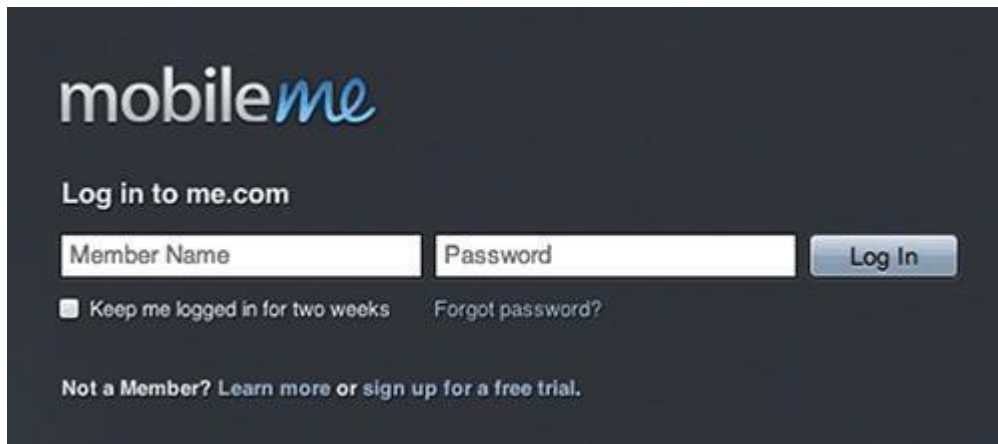 mobileme
Log in to me.com
Member Name Password Log In
Keep me logged in for two weeks Forgot password?
Not a Member? Learn more or sign up for a free trial.